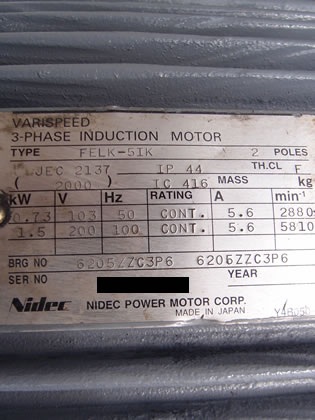 VARISPEED
3-PHASE INDUCTION MOTOR
TYPE FELK-5IK 2 POLES
JEC 2137 IP 44 TH.CL F
( 2000 ) IC 416 MASS kg
kW V Hz RATING A min-1
0.73 103 50 CONT. 5.6 2880
1.5 200 100 CONT. 5.6 5810
BRG NO 6205ZZC3P6 6205ZZC3P6
SER NO YEAR
Nidec NIDEC POWER MOTOR CORP.
MADE IN JAPAN